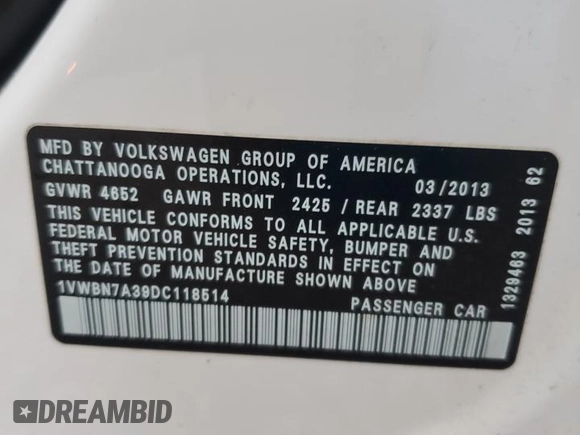 MFD BY VOLKSWAGEN GROUP OF AMERICA
CHATTANOOGA OPERATIONS, LLC. 03/2013
GVWR 4652 GAWR FRONT 2425 / REAR 2337 LBS
THIS VEHICLE CONFORMS TO ALL APPLICABLE U.S.
FEDERAL MOTOR VEHICLE SAFETY, BUMPER AND
THEFT PREVENTION STANDARDS IN EFFECT ON
THE DATE OF MANUFACTURE SHOWN ABOVE
1VWBN7A39DC118514 PASSENGER CAR
1329463 2013 62
DREAMBID